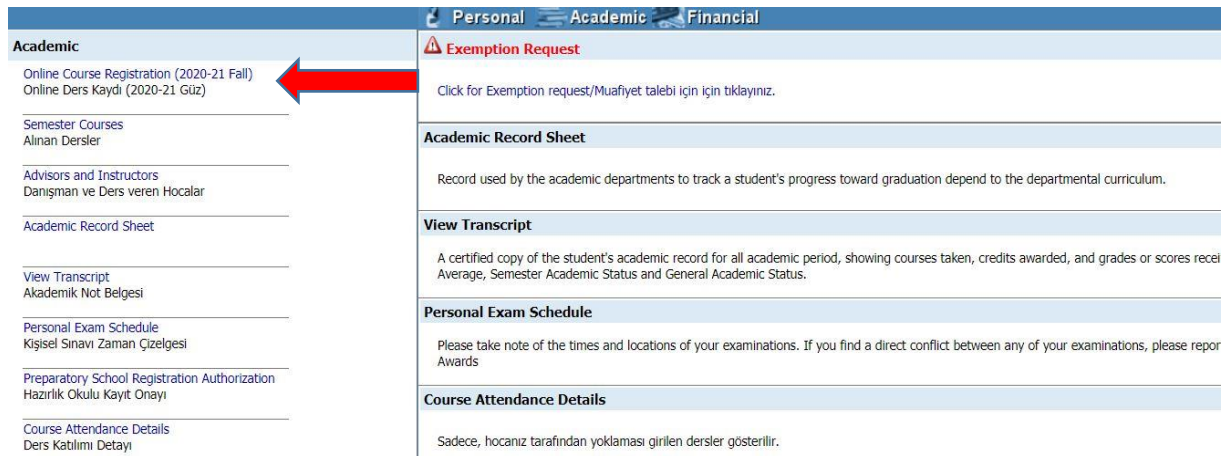 Personal Academic Financial
Academic
Online Course Registration (2020-21 Fall)
Online Ders Kaydı (2020-21 Güz)
Semester Courses
Alınan Dersler
Advisors and Instructors
Danışman ve Ders veren Hocalar
Academic Record Sheet
View Transcript
Akademik Not Belgesi
Personal Exam Schedule
Kişisel Sınavı Zaman Çizelgesi
Preparatory School Registration Authorization
Hazırlık Okulu Kayıt Onayı
Course Attendance Details
Ders Katılımı Detayı
Exemption Request
Click for Exemption request/Muafiyet talebi için için tıklayınız.
Academic Record Sheet
Record used by the academic departments to track a student's progress toward graduation depend to the departmental curriculum.
View Transcript
A certified copy of the student's academic record for all academic period, showing courses taken, credits awarded, and grades or scores recei
Average, Semester Academic Status and General Academic Status.
Personal Exam Schedule
Please take note of the times and locations of your examinations. If you find a direct conflict between any of your examinations, please repor
Awards
Course Attendance Details
Sadece, hocanız tarafından yoklaması girilen dersler gösterilir.